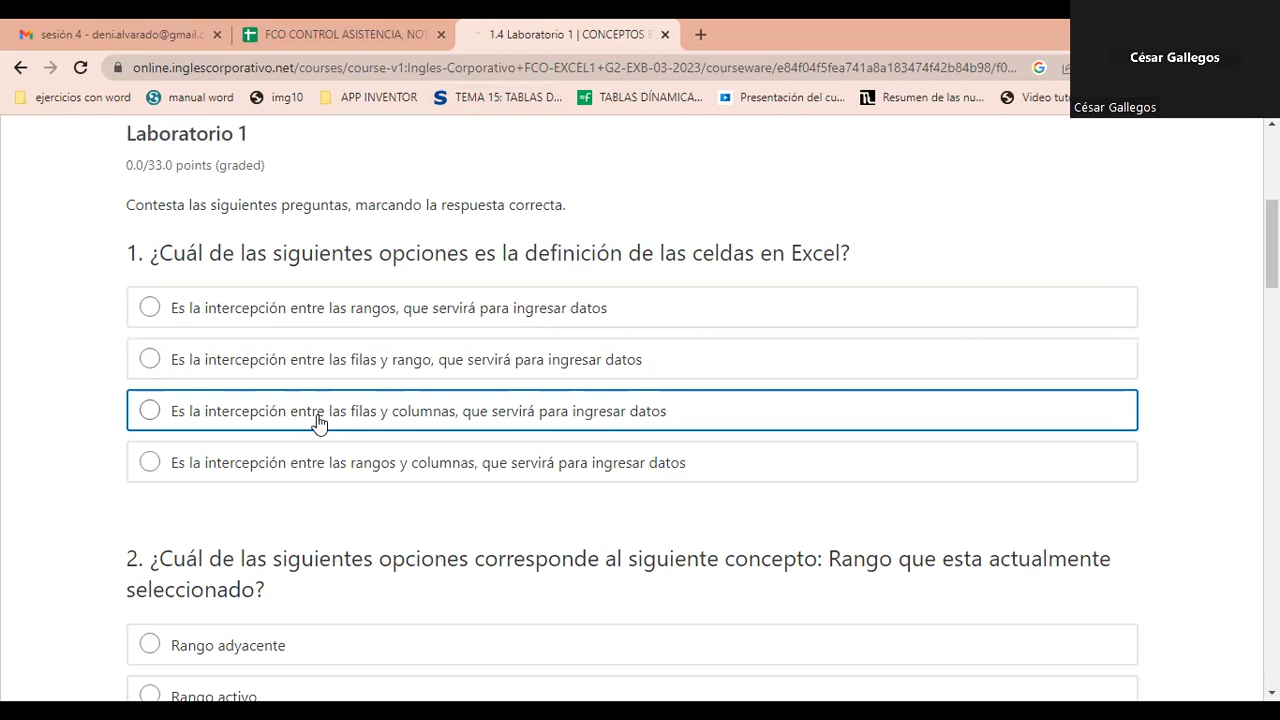 sesión 4 - deni.alvarado@gmail.c
FCO CONTROL ASISTENCIA, NOT
1.4 Laboratorio 1 | CONCEPTOS E
online.inglescorporativo.net/courses/course-v1:Ingles-Corporativo+FCO-EXCEL1+G2-EXB-03-2023/courseware/e84f04f5fea741a8a183474f42b84b98/f0...
ejercicios con word
manual word
img10
APP INVENTOR
TEMA 15: TABLAS D...
TABLAS DÍNAMICA...
Presentación del cu...
Resumen de las nu...
Video tut
César Gallegos
César Gallegos
Laboratorio 1
0.0/33.0 points (graded)
Contesta las siguientes preguntas, marcando la respuesta correcta.
1. ¿Cuál de las siguientes opciones es la definición de las celdas en Excel?
Es la intercepción entre las rangos, que servirá para ingresar datos
Es la intercepción entre las filas y rango, que servirá para ingresar datos
Es la intercepción entre las filas y columnas, que servirá para ingresar datos
Es la intercepción entre las rangos y columnas, que servirá para ingresar datos
2. ¿Cuál de las siguientes opciones corresponde al siguiente concepto: Rango que esta actualmente
seleccionado?
Rango adyacente
Rango activo